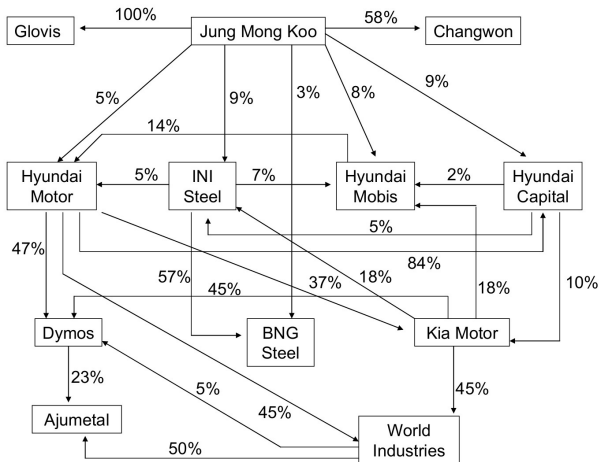 100%
58%
Glovis
Jung Mong Koo
Changwon
9%
5%
9%
3%
8%
14%
Hyundai
Motor
5%
INI
Steel
7%
Hyundai
Mobis
2%
Hyundai
Capital
5%
84%
47%
57%
45%
37%
18%
18%
10%
Dymos
BNG
Steel
Kia Motor
23%
5%
45%
45%
Ajumetal
World
Industries
50%